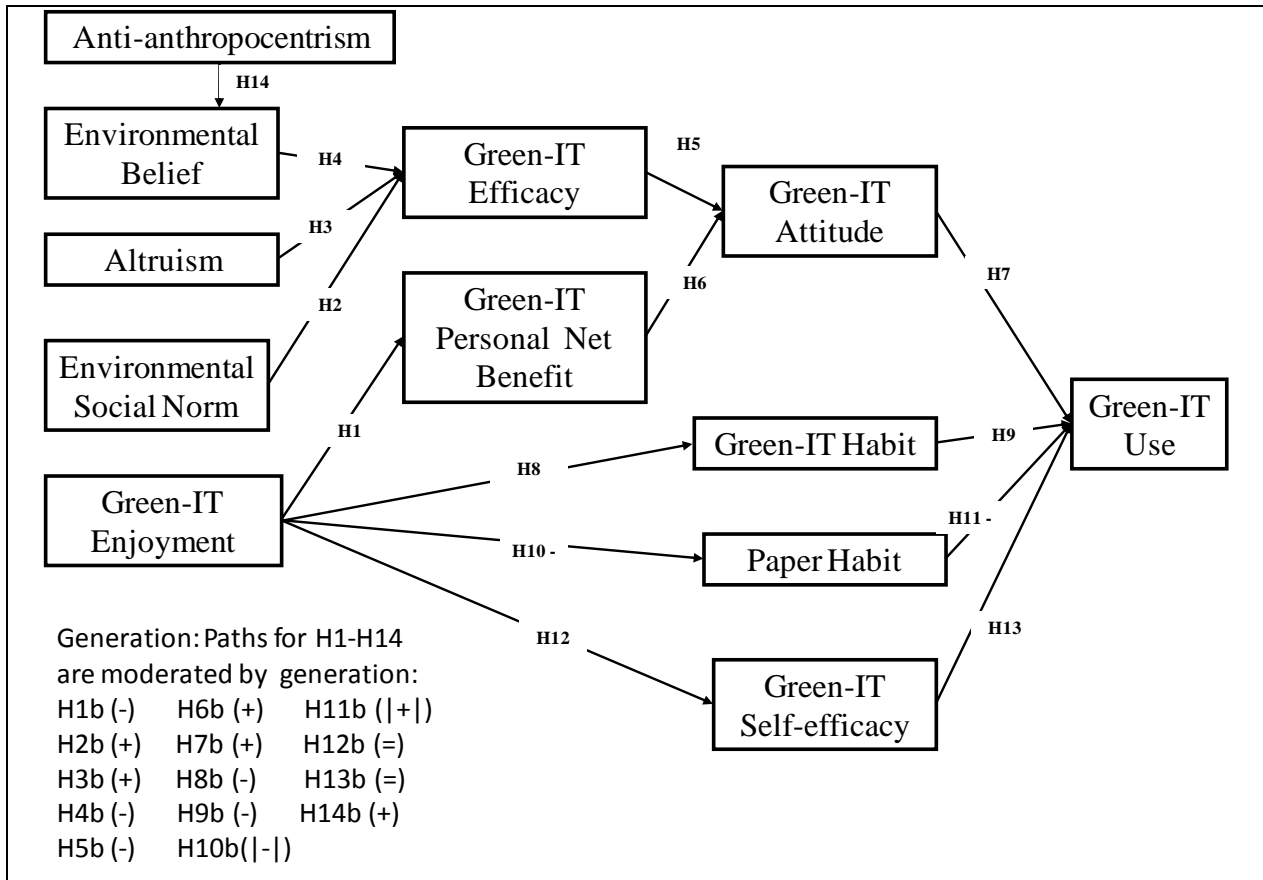 Anti-anthropocentrism
H14
Environmental
Belief
H4
Green-IT
Efficacy
H5
Green-IT
Attitude
Altruism
H3
H2
Green-IT
Personal Net
Benefit
H6
H7
Environmental
Social Norm
H1
Green-IT
Use
Green-IT Habit
H9
H8
Green-IT
Enjoyment
H10 -
Paper Habit
H11 -
H12
H13
Green-IT
Self-efficacy
Generation: Paths for H1-H14
are moderated by generation:
H1b (-) H6b (+) H11b (|+|)
H2b (+) H7b (+) H12b (=)
H3b (+) H8b (-) H13b (=)
H4b (-) H9b (-) H14b (+)
H5b (-) H10b(|-|)